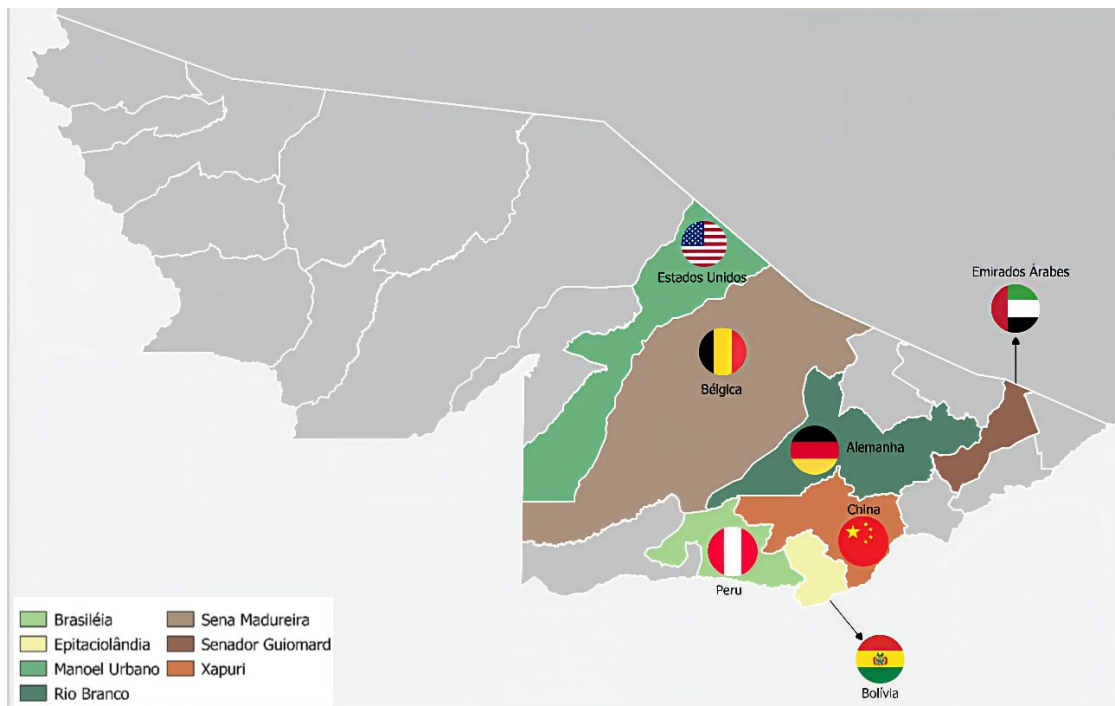 Estados Unidos
Emirados Árabes
Bélgica
Alemanha
China
Peru
Bolívia
Brasiléia
Epitaciolândia
Manoel Urbano
Rio Branco
Sena Madureira
Senador Guiomard
Xapuri